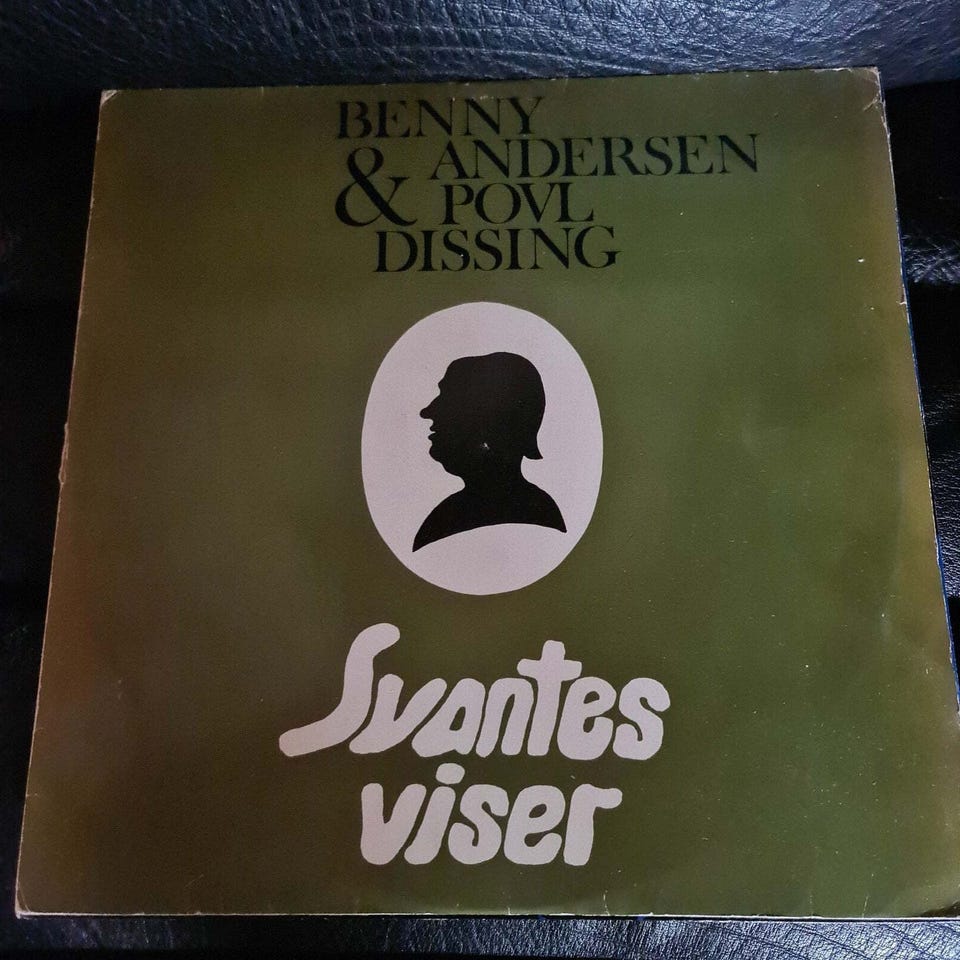 BENNY
ANDERSEN
& POVL
DISSING
Svantes
viser